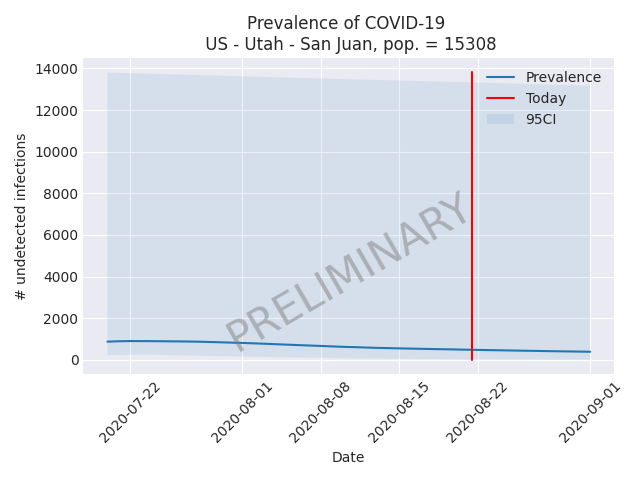 Prevalence of COVID-19
US - Utah - San Juan, pop. = 15308
14000
12000
10000
8000
6000
4000
2000
0
# undetected infections
Prevalence
Today
95CI
PRELIMINARY
2020-07-22
2020-08-01
2020-08-08
2020-08-15
2020-08-22
2020-09-01
Date